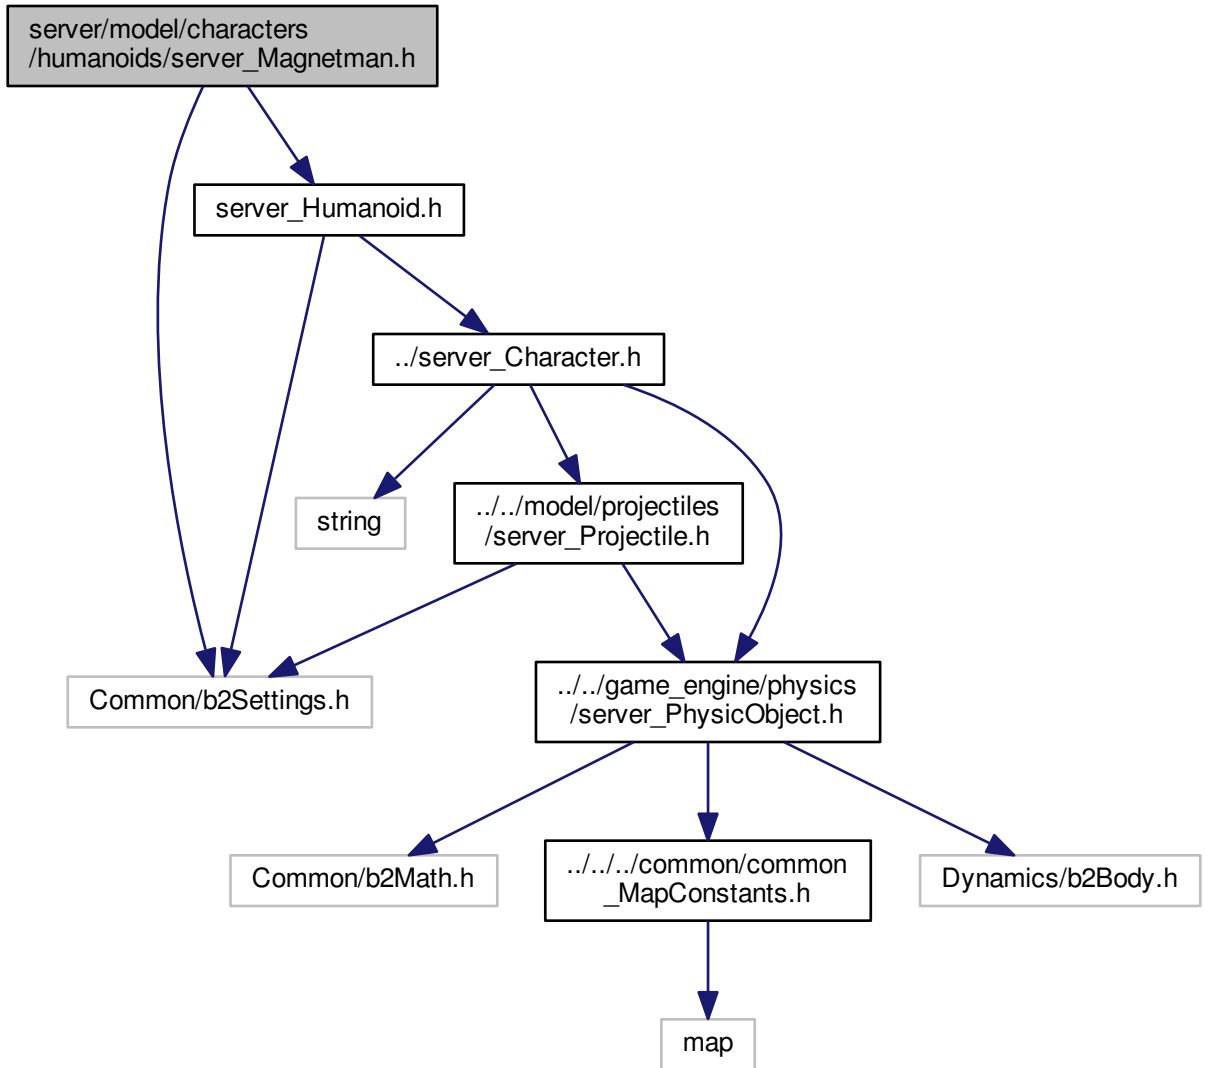 server/model/characters
/humanoids/server_Magnetman.h
server_Humanoid.h
../server_Character.h
string
../../model/projectiles
/server_Projectile.h
Common/b2Settings.h
../../game_engine/physics
/server_PhysicObject.h
Common/b2Math.h
../../../common/common
_MapConstants.h
Dynamics/b2Body.h
map